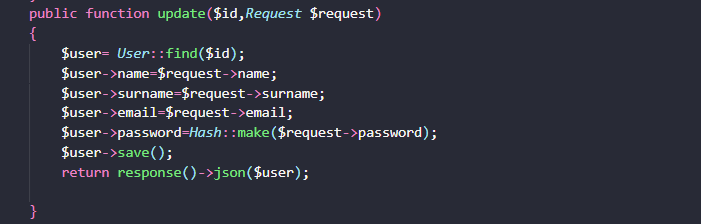 public function update($id,Request $request)
{
$user= User::find($id);
$user->name=$request->name;
$user->surname=$request->surname;
$user->email=$request->email;
$user->password=Hash::make($request->password);
$user->save();
return response()->json($user);
}